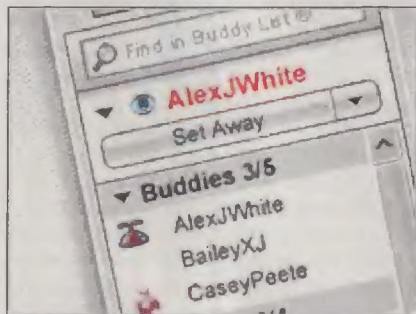 Find in Buddy List ®
AlexJWhite
Set Away
Buddies 3/5
AlexJWhite
BaileyXJ
CaseyPeete